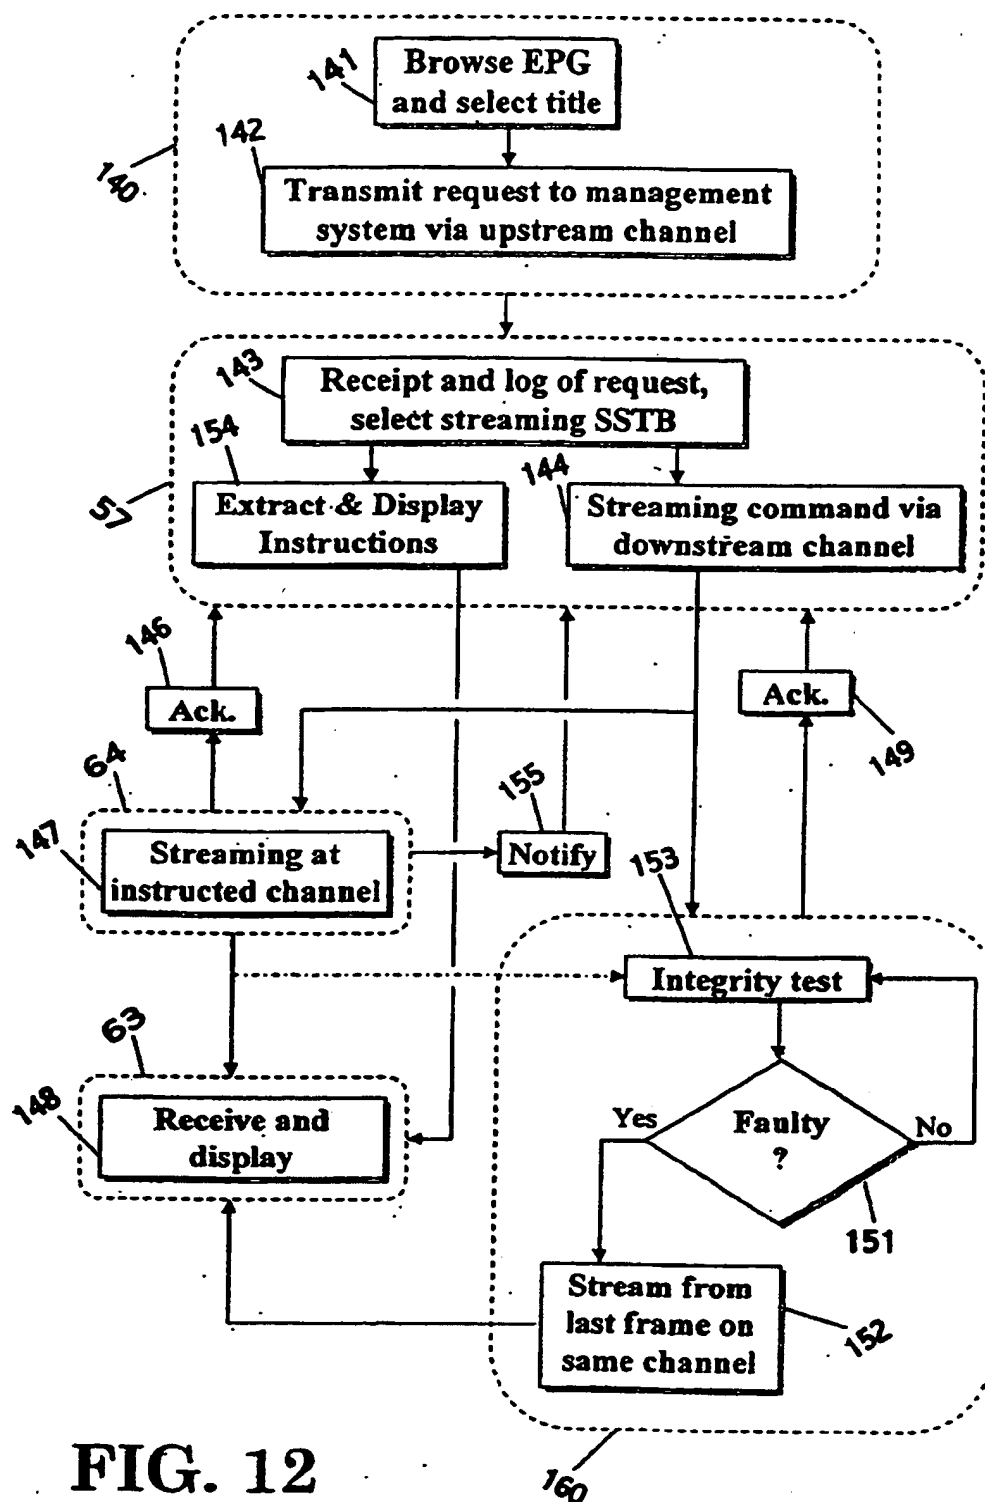 141
Browse EPG
and select title
142
140
Transmit request to management
system via upstream channel
143
Receipt and log of request,
select streaming SSTB
154
144
57
Extract & Display
Instructions
Streaming command via
downstream channel
146
Ack.
Ack.
149
64
155
147
Streaming at
instructed channel
Notify
153
Integrity test
63
148
Receive and
display
Yes
Faulty
?
No
151
Stream from
last frame on
same channel
152
FIG. 12
160